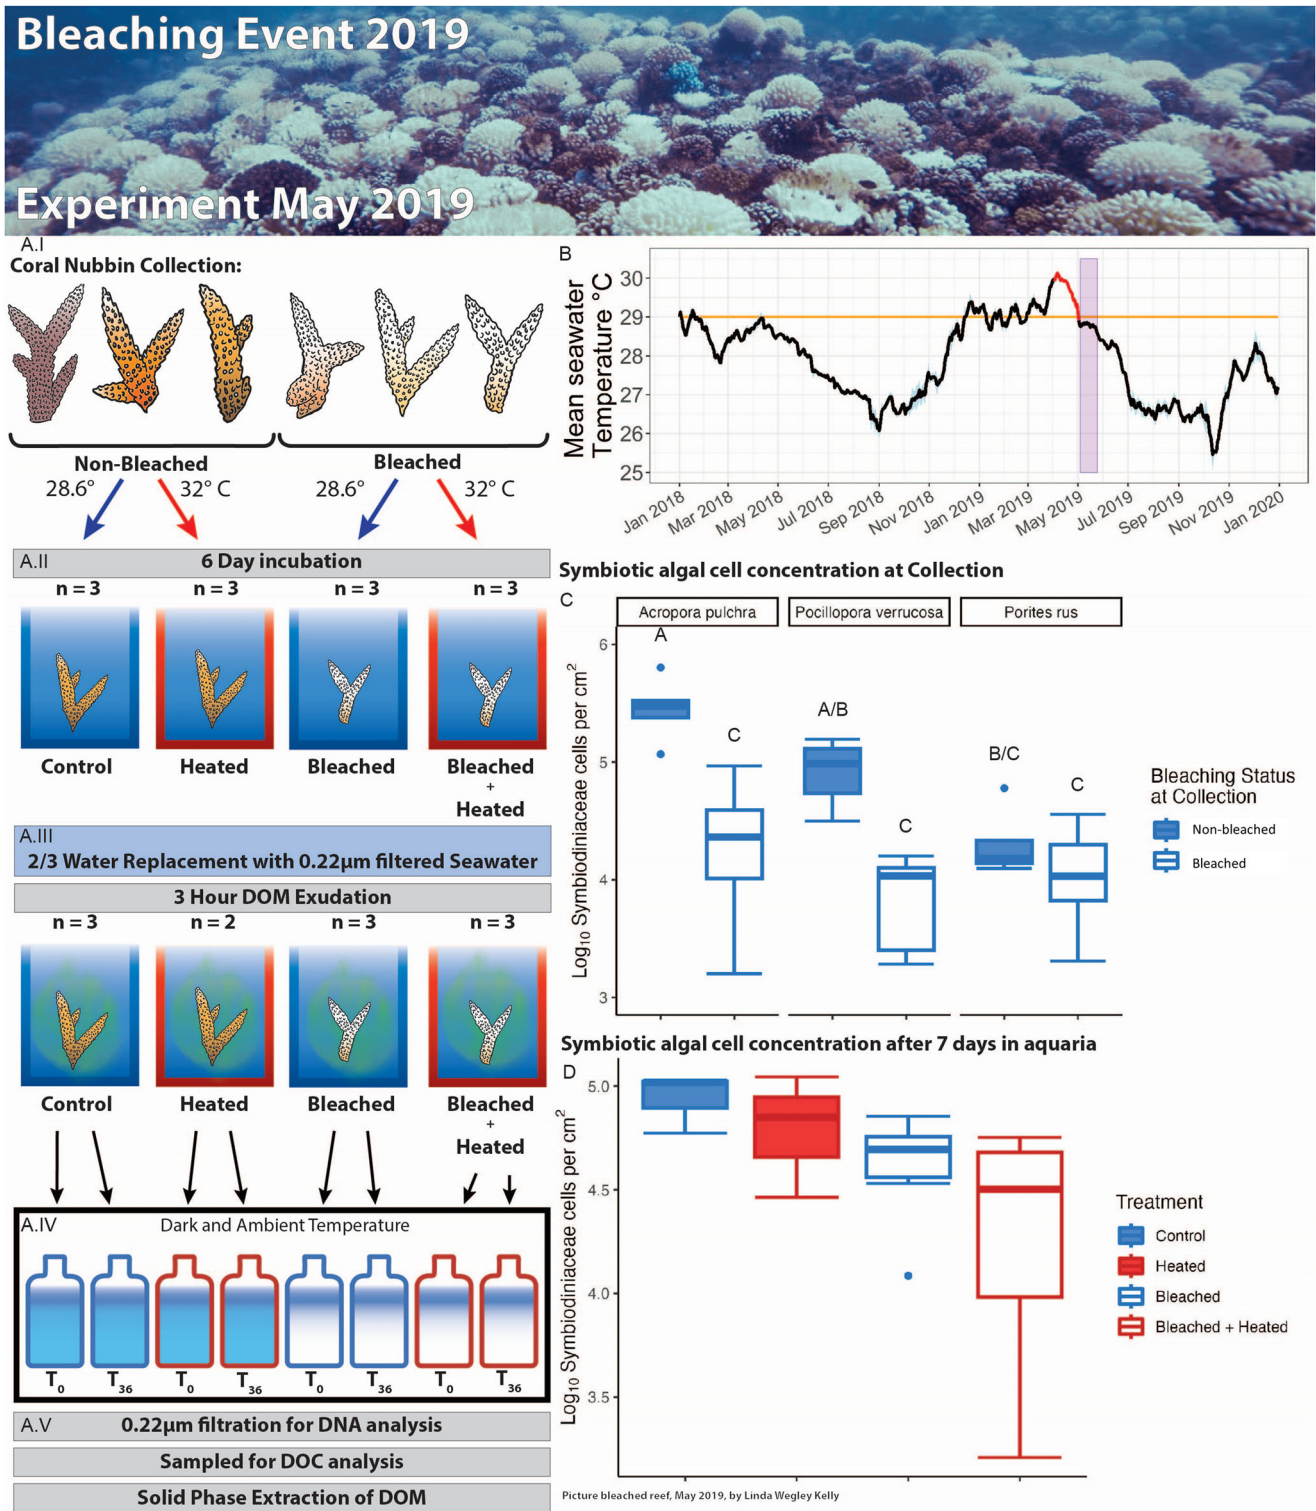 Bleaching Event 2019
Experiment May 2019
A.I
Coral Nubbin Collection:
Non-Bleached
Bleached
28.6°
32° C
28.6°
32° C
A.II
6 Day incubation
n = 3
n = 3
n = 3
n = 3
Control
Heated
Bleached
Bleached
+
Heated
A.III
2/3 Water Replacement with 0.22µm filtered Seawater
3 Hour DOM Exudation
n = 3
n = 2
n = 3
n = 3
Control
Heated
Bleached
Bleached
+
Heated
A.IV
Dark and Ambient Temperature
T0
T36
T0
T36
T0
T36
T0
T36
A.V
0.22µm filtration for DNA analysis
Sampled for DOC analysis
Solid Phase Extraction of DOM
B
Mean seawater
Temperature °C
30
29
28
27
26
25
Jan 2018
Mar 2018
May 2018
Jul 2018
Sep 2018
Nov 2018
Jan 2019
Mar 2019
May 2019
Jul 2019
Sep 2019
Nov 2019
Jan 2020
Symbiotic algal cell concentration at Collection
C
Acropora pulchra
Pocillopora verrucosa
Porites rus
Log10 Symbiodiniaceae cells per cm2
6
5
4
3
A
C
A/B
C
B/C
C
Bleaching Status
at Collection
Non-bleached
Bleached
Symbiotic algal cell concentration after 7 days in aquaria
D
Log10 Symbiodiniaceae cells per cm2
5.0
4.5
4.0
3.5
Treatment
Control
Heated
Bleached
Bleached + Heated
Picture bleached reef, May 2019, by Linda Wegley Kelly